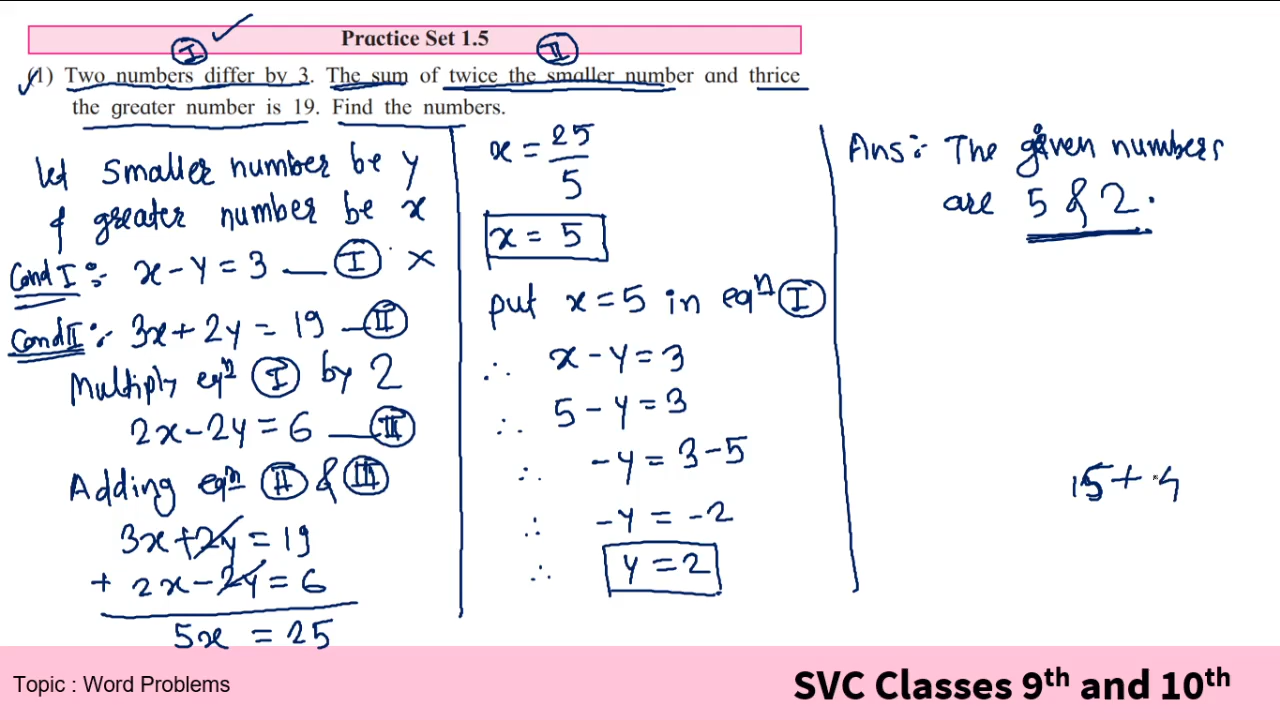 Practice Set 1.5
I
II
(1) Two numbers differ by 3. The sum of twice the smaller number and thrice
the greater number is 19. Find the numbers.
Let smaller number be y
& greater number be x
Cond I :- x - y = 3 — I ×
Cond II :- 3x + 2y = 19 — II
Multiply eqⁿ I by 2
2x - 2y = 6 — III
Adding eqⁿ II & III
3x + 2y = 19
+ 2x - 2y = 6
5x = 25
x = 25/5
x = 5
put x = 5 in eqⁿ I
∴ x - y = 3
∴ 5 - y = 3
∴ -y = 3 - 5
∴ -y = -2
∴ y = 2
Ans :- The given numbers
are 5 & 2.
15 + 4
Topic : Word Problems
SVC Classes 9th and 10th